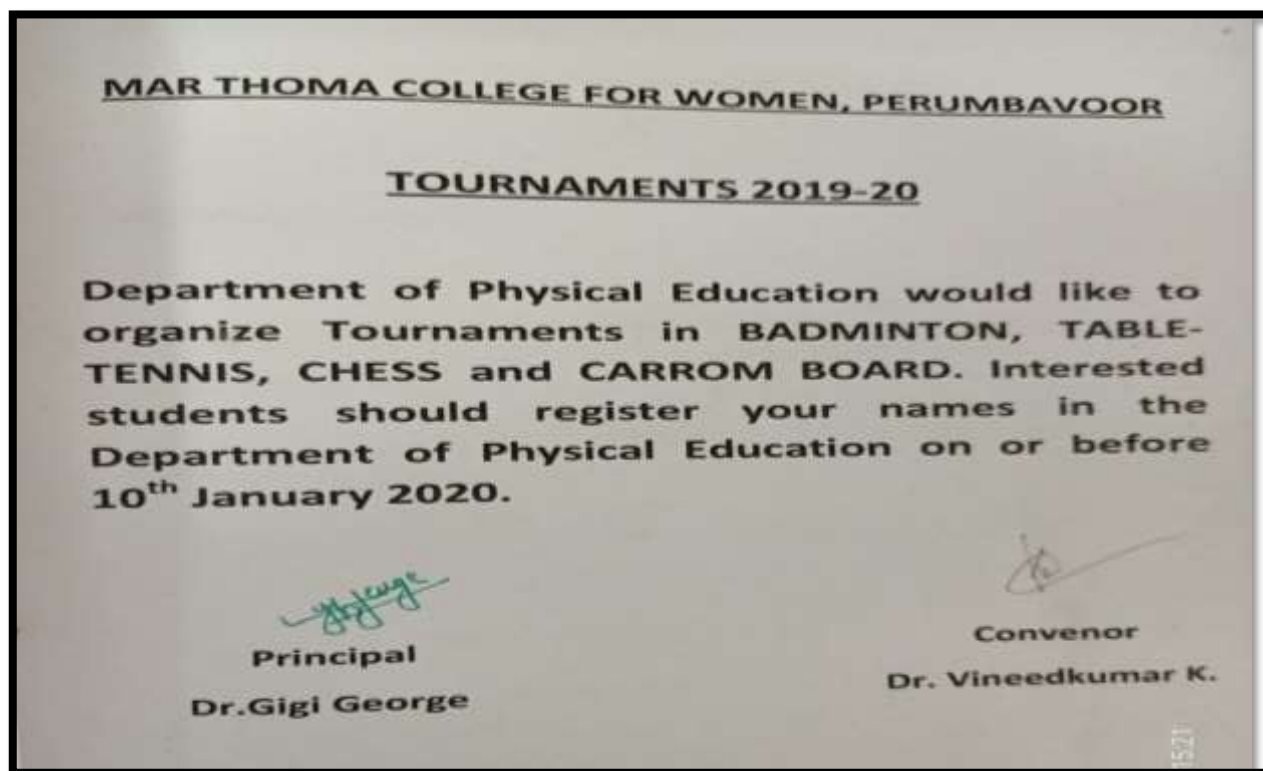 MAR THOMA COLLEGE FOR WOMEN, PERUMBAVOOR
TOURNAMENTS 2019-20
Department of Physical Education would like to
organize Tournaments in BADMINTON, TABLE-
TENNIS, CHESS and CARROM BOARD. Interested
students should register your names in the
Department of Physical Education on or before
10th January 2020.
Principal
Dr.Gigi George
Convenor
Dr. Vineedkumar K.
15:21